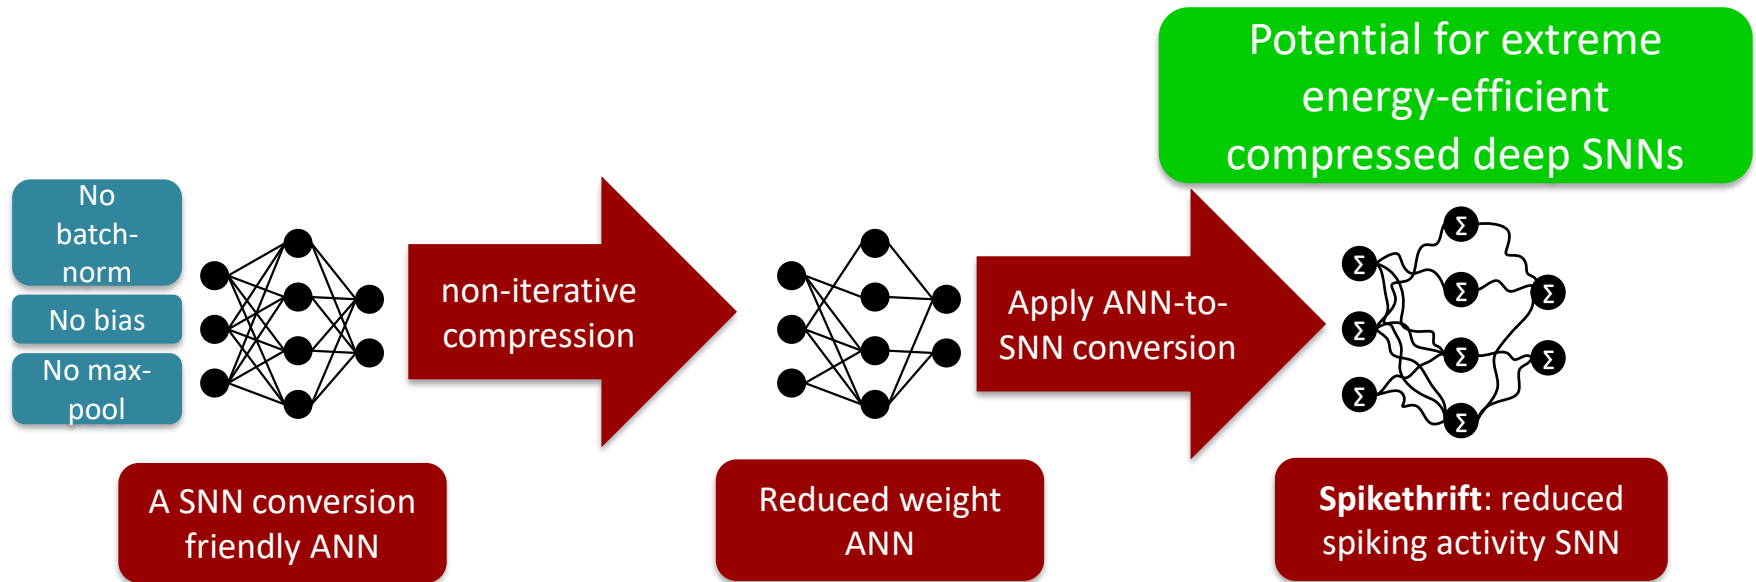 Potential for extreme
energy-efficient
compressed deep SNNs
No
batch-
norm
No bias
No max-
pool
non-iterative
compression
Apply ANN-to-
SNN conversion
Σ
Σ
Σ
Σ
Σ
Σ
Σ
Σ
Σ
A SNN conversion
friendly ANN
Reduced weight
ANN
Spikethrift: reduced
spiking activity SNN